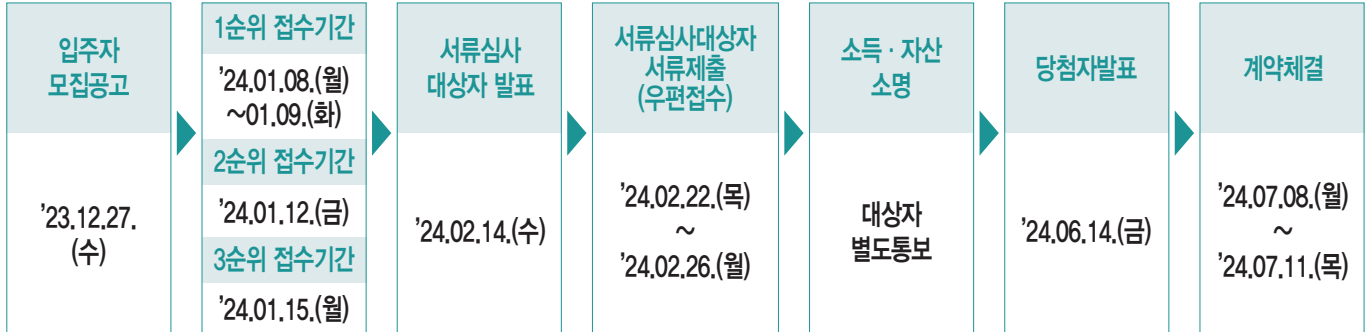 입주자
모집공고
’23.12.27.
(수)
1순위 접수기간
’24.01.08.(월)
~01.09.(화)
2순위 접수기간
’24.01.12.(금)
3순위 접수기간
’24.01.15.(월)
서류심사
대상자 발표
’24.02.14.(수)
서류심사대상자
서류제출
(우편접수)
’24.02.22.(목)
~
’24.02.26.(월)
소득 · 자산
소명
대상자
별도통보
당첨자발표
’24.06.14.(금)
계약체결
’24.07.08.(월)
~
’24.07.11.(목)